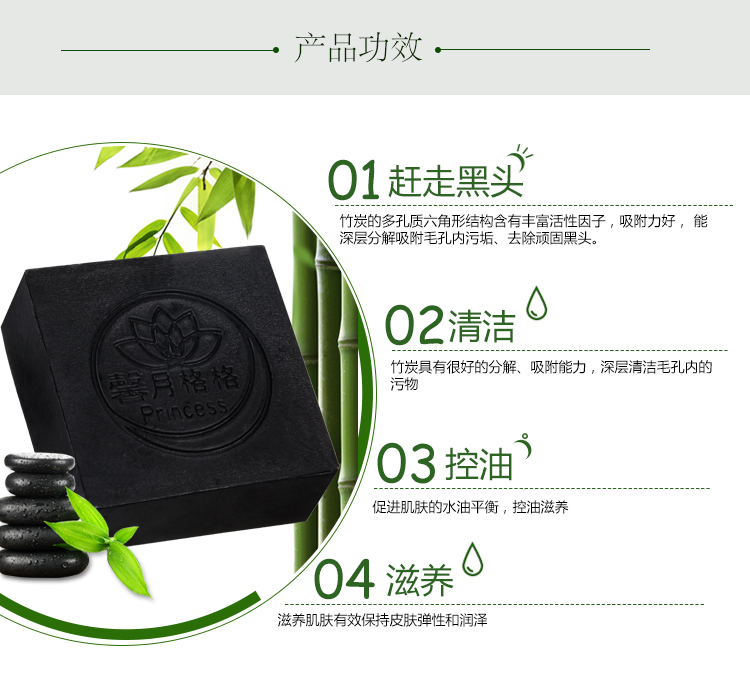 产品功效
01 赶走黑头
竹炭的多孔质六角形结构含有丰富活性因子，吸附力好， 能
深层分解吸附毛孔内污垢、去除顽固黑头。
馨月格格
Princess
02 清洁
竹炭具有很好的分解、吸附能力，深层清洁毛孔内的
污物
03 控油
促进肌肤的水油平衡，控油滋养
04 滋养
滋养肌肤有效保持皮肤弹性和润泽